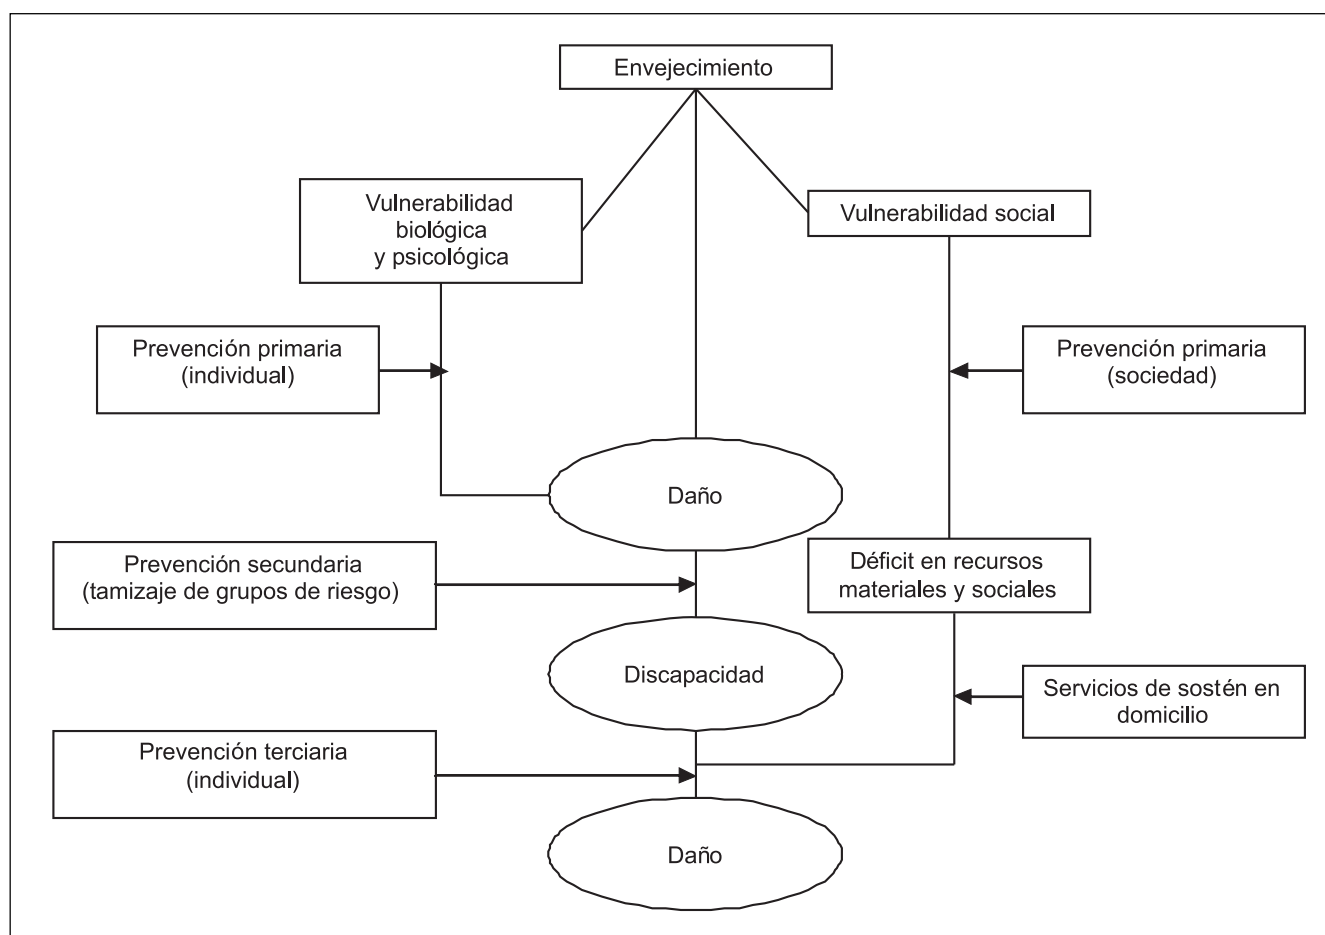 Envejecimiento
Vulnerabilidad
biológica
y psicológica
Vulnerabilidad social
Prevención primaria
(individual)
Prevención primaria
(sociedad)
Daño
Prevención secundaria
(tamizaje de grupos de riesgo)
Déficit en recursos
materiales y sociales
Discapacidad
Servicios de sostén en
domicilio
Prevención terciaria
(individual)
Daño